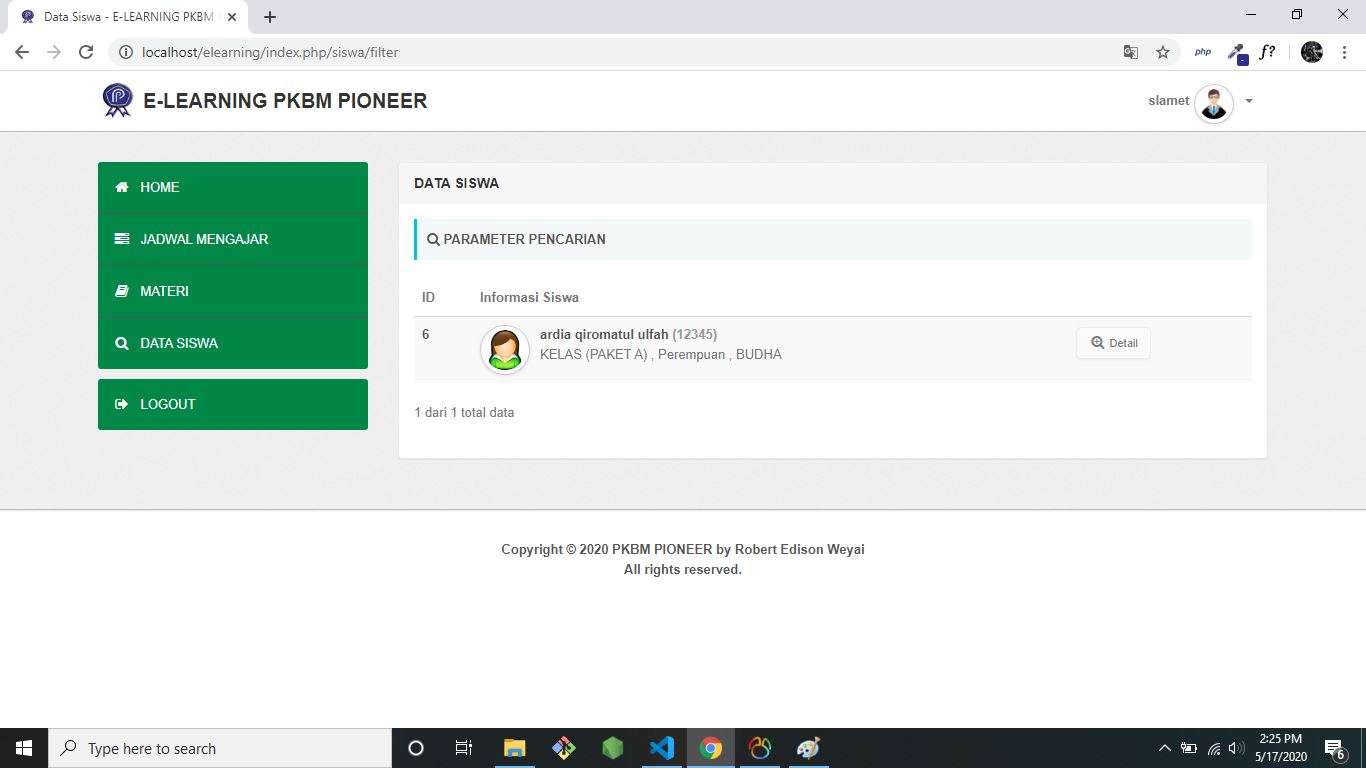 Data Siswa - E-LEARNING PKBM
localhost/elearning/index.php/siswa/filter
php
f?
E-LEARNING PKBM PIONEER
slamet
HOME
JADWAL MENGAJAR
MATERI
DATA SISWA
LOGOUT
DATA SISWA
PARAMETER PENCARIAN
ID Informasi Siswa
6 ardia qiromatul ulfah (12345)
KELAS (PAKET A) , Perempuan , BUDHA
Detail
1 dari 1 total data
Copyright © 2020 PKBM PIONEER by Robert Edison Weyai
All rights reserved.
Type here to search
2:25 PM
5/17/2020
6